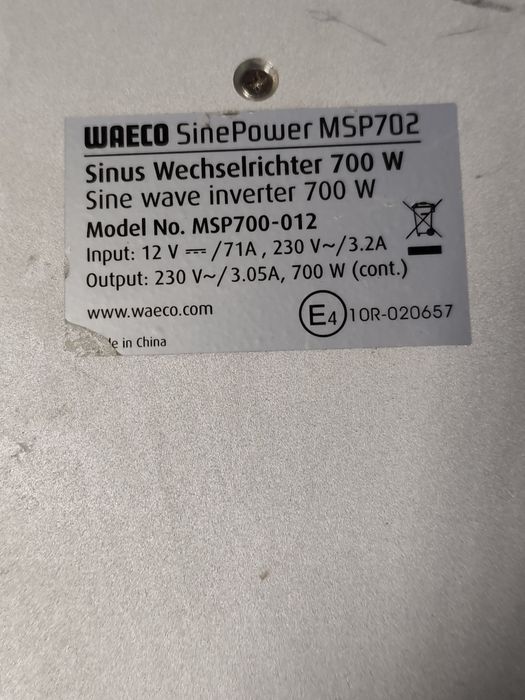 WAECO SinePower MSP702
Sinus Wechselrichter 700 W
Sine wave inverter 700 W
Model No. MSP700-012
Input: 12 V ⎓ /71A , 230 V~/3.2A
Output: 230 V~/3.05A, 700 W (cont.)
www.waeco.com
E4 10R-020657
in China